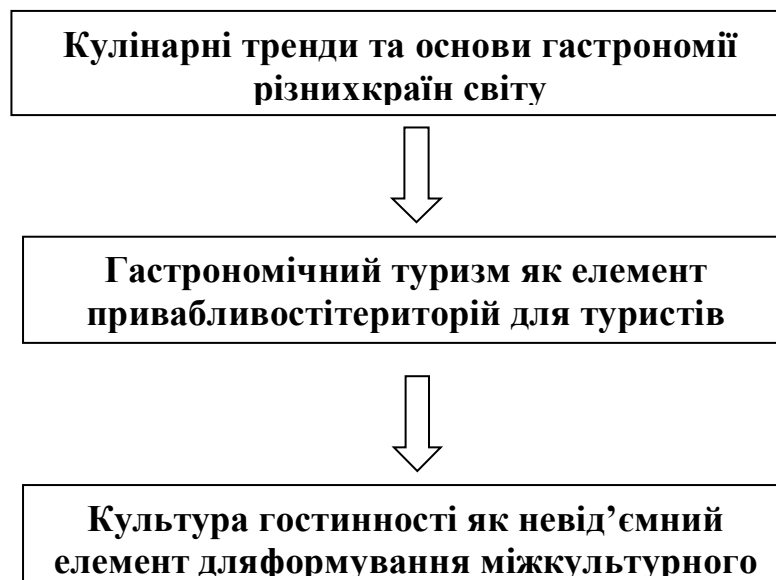 Кулінарні тренди та основи гастрономії
різнихкраїн світу
Гастрономічний туризм як елемент
привабливостітериторій для туристів
Культура гостинності як невід’ємний
елемент дляформування міжкультурного